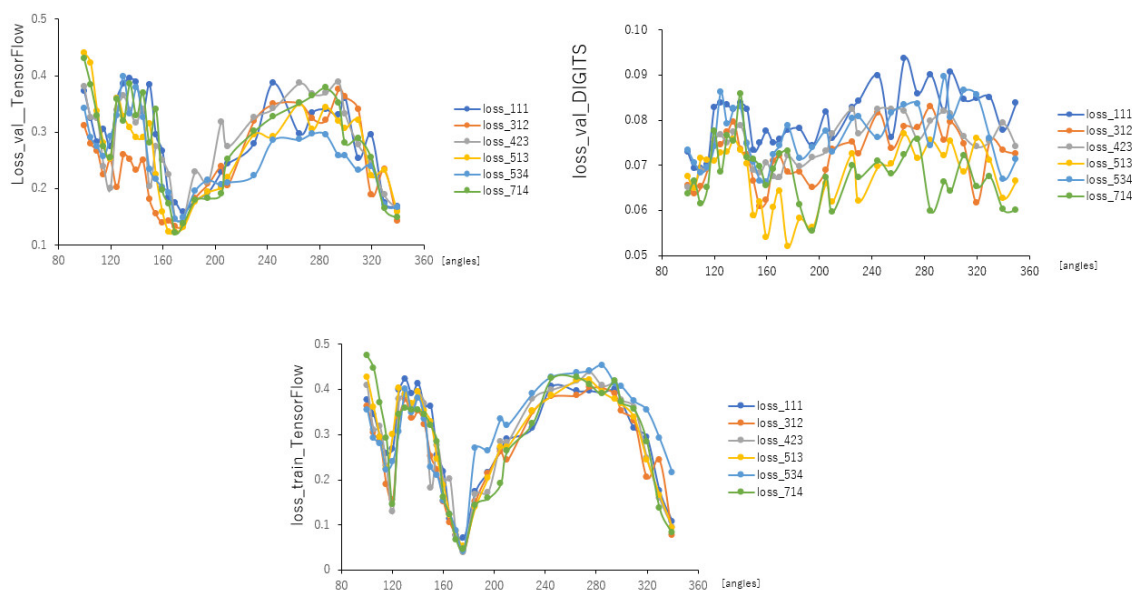 Loss_val__TensorFlow
0.5
0.4
0.3
0.2
0.1
80 120 160 200 240 280 320 360 [angles]
loss_111
loss_312
loss_423
loss_513
loss_534
loss_714
loss_val_DIGITS
0.10
0.09
0.08
0.07
0.06
0.05
80 120 160 200 240 280 320 360 [angles]
loss_111
loss_312
loss_423
loss_513
loss_534
loss_714
loss_train_TensorFlow
0.5
0.4
0.3
0.2
0.1
0
80 120 160 200 240 280 320 360 [angles]
loss_111
loss_312
loss_423
loss_513
loss_534
loss_714